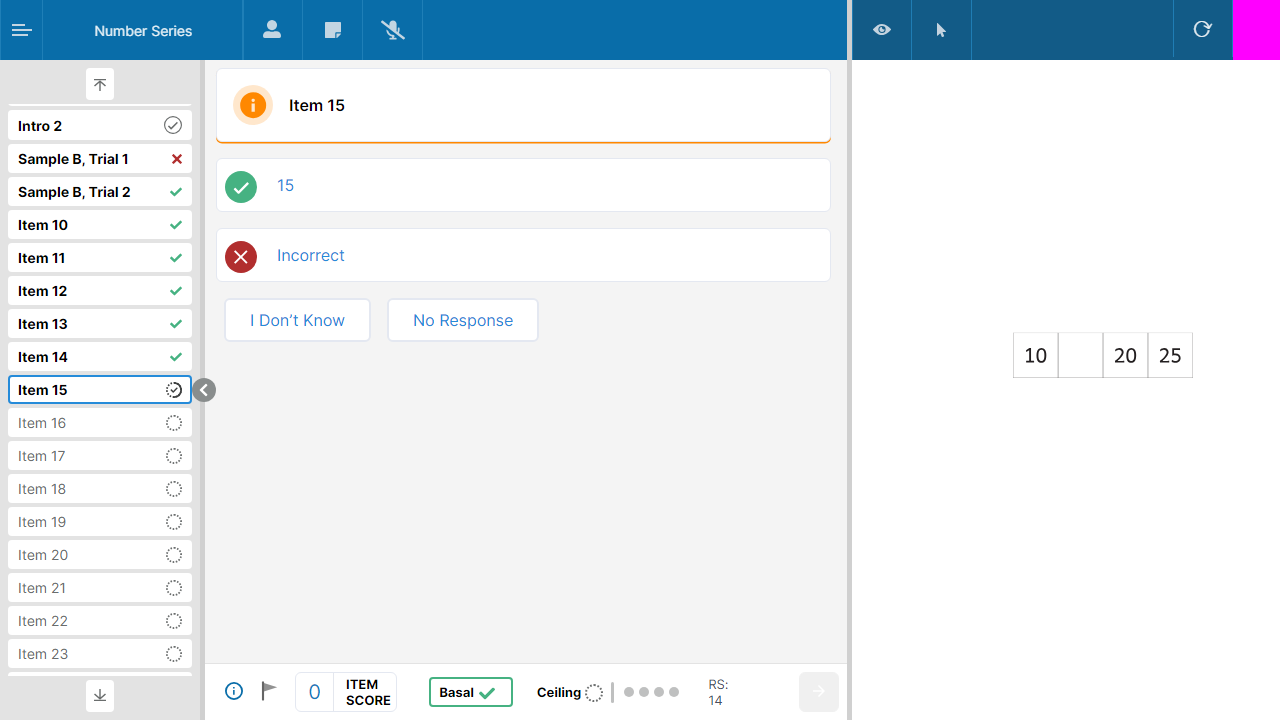 Number Series
Intro 2
Sample B, Trial 1
Sample B, Trial 2
Item 10
Item 11
Item 12
Item 13
Item 14
Item 15
Item 16
Item 17
Item 18
Item 19
Item 20
Item 21
Item 22
Item 23
Item 15
15
Incorrect
I Don’t Know
No Response
0
ITEM
SCORE
Basal
Ceiling
RS:
14
10 20 25